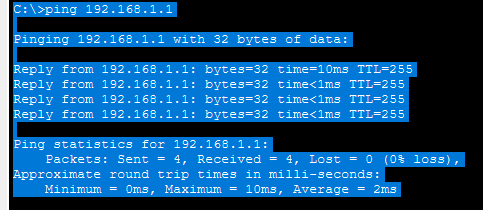 C:\>ping 192.168.1.1
Pinging 192.168.1.1 with 32 bytes of data:
Reply from 192.168.1.1: bytes=32 time=10ms TTL=255
Reply from 192.168.1.1: bytes=32 time<1ms TTL=255
Reply from 192.168.1.1: bytes=32 time<1ms TTL=255
Reply from 192.168.1.1: bytes=32 time<1ms TTL=255
Ping statistics for 192.168.1.1:
    Packets: Sent = 4, Received = 4, Lost = 0 (0% loss),
Approximate round trip times in milli-seconds:
    Minimum = 0ms, Maximum = 10ms, Average = 2ms